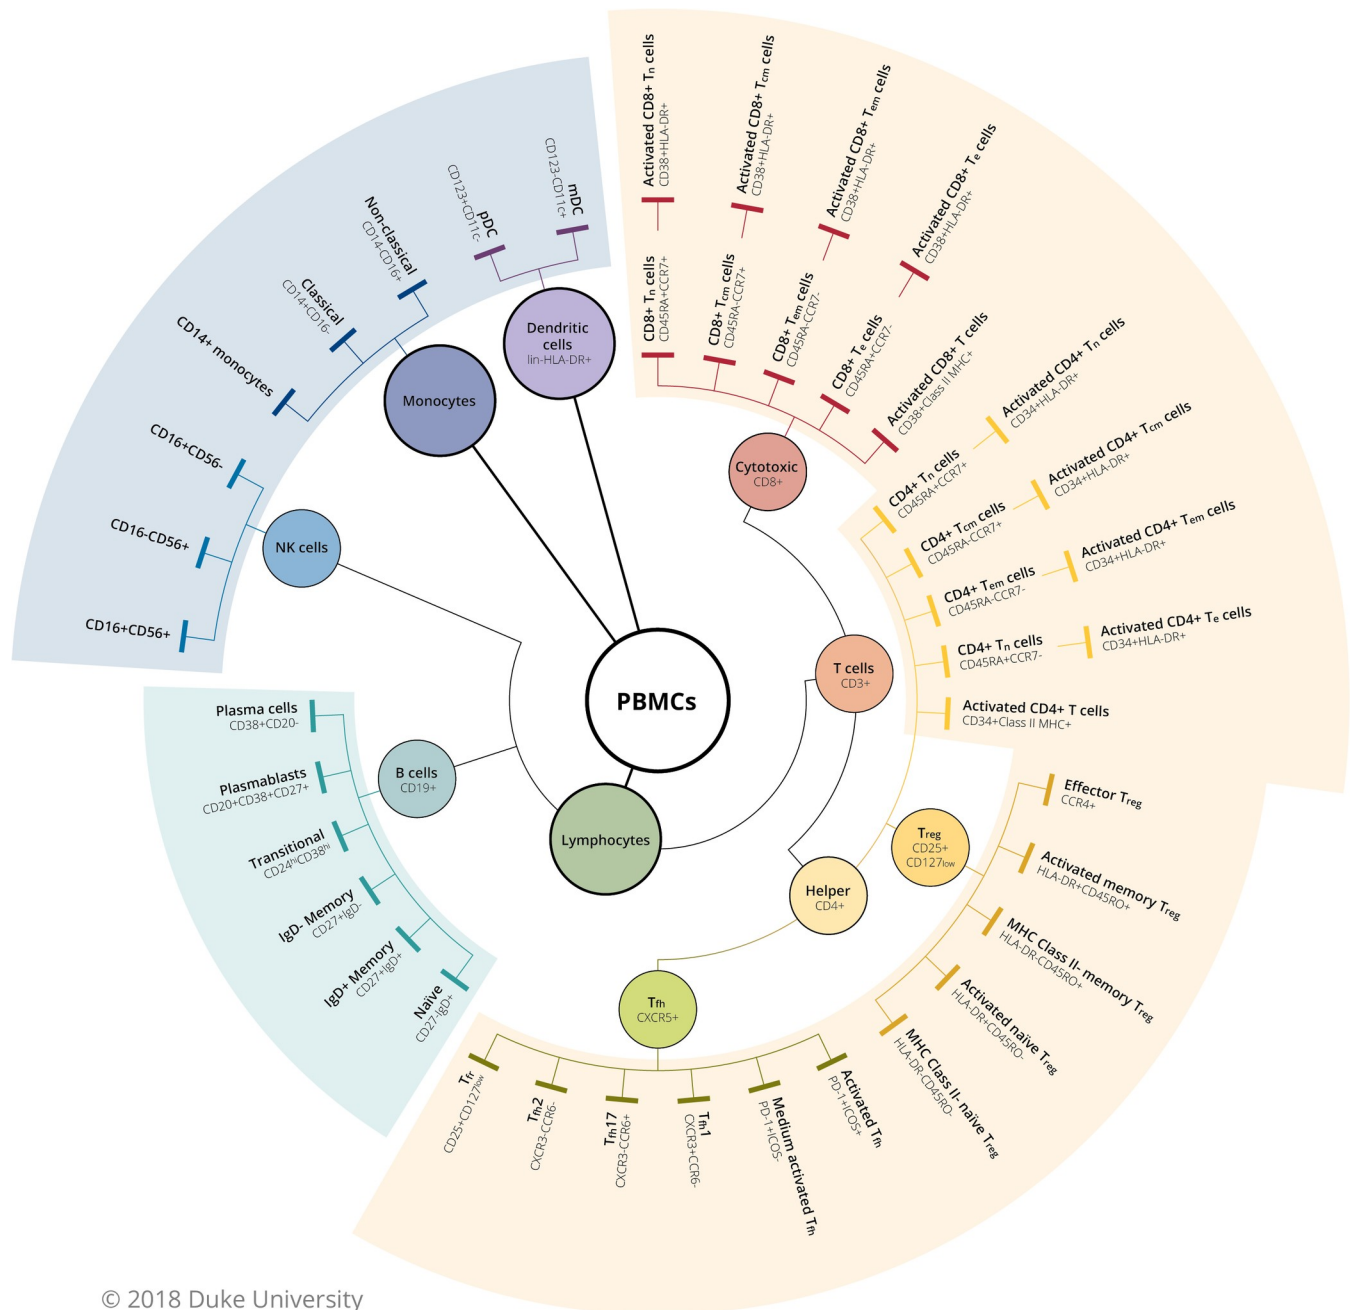 PBMCs
Dendritic
cells
lin-HLA-DR+
mDC
CD123-CD11c+
pDC
CD123+CD11c-
Monocytes
Non-classical
CD14-CD16+
Classical
CD14+CD16-
CD14+ monocytes
NK cells
CD16+CD56-
CD16-CD56+
CD16+CD56+
Lymphocytes
B cells
CD19+
Plasma cells
CD38+CD20-
Plasmablasts
CD20+CD38+CD27+
Transitional
CD24hiCD38hi
IgD- Memory
CD27+IgD-
IgD+ Memory
CD27+IgD+
Naïve
CD27-IgD+
T cells
CD3+
Cytotoxic
CD8+
Activated CD8+ Tn cells
CD38+HLA-DR+
CD8+ Tn cells
CD45RA+CCR7+
Activated CD8+ Tcm cells
CD38+HLA-DR+
CD8+ Tcm cells
CD45RA-CCR7+
Activated CD8+ Tem cells
CD38+HLA-DR+
CD8+ Tem cells
CD45RA-CCR7-
Activated CD8+ Te cells
CD38+HLA-DR+
CD8+ Te cells
CD45RA+CCR7-
Activated CD8+ T cells
CD38+Class II MHC+
Helper
CD4+
CD4+ Tn cells
CD45RA+CCR7+
Activated CD4+ Tn cells
CD34+HLA-DR+
CD4+ Tcm cells
CD45RA-CCR7+
Activated CD4+ Tcm cells
CD34+HLA-DR+
CD4+ Tem cells
CD45RA-CCR7-
Activated CD4+ Tem cells
CD34+HLA-DR+
CD4+ Tn cells
CD45RA+CCR7-
Activated CD4+ Te cells
CD34+HLA-DR+
Activated CD4+ T cells
CD34+Class II MHC+
Treg
CD25+
CD127low
Effector Treg
CCR4+
Activated memory Treg
HLA-DR+CD45RO+
MHC Class II- memory Treg
HLA-DR-CD45RO+
Activated naïve Treg
HLA-DR+CD45RO-
MHC Class II- naïve Treg
HLA-DR-CD45RO-
Tfh
CXCR5+
Activated Tfh
PD-1+ICOS+
Medium activated Tfh
PD-1+ICOS-
Tfh1
CXCR3+CCR6-
Tfh17
CXCR3-CCR6+
Tfh2
CXCR3-CCR6-
Tfr
CD25+CD127low
© 2018 Duke University